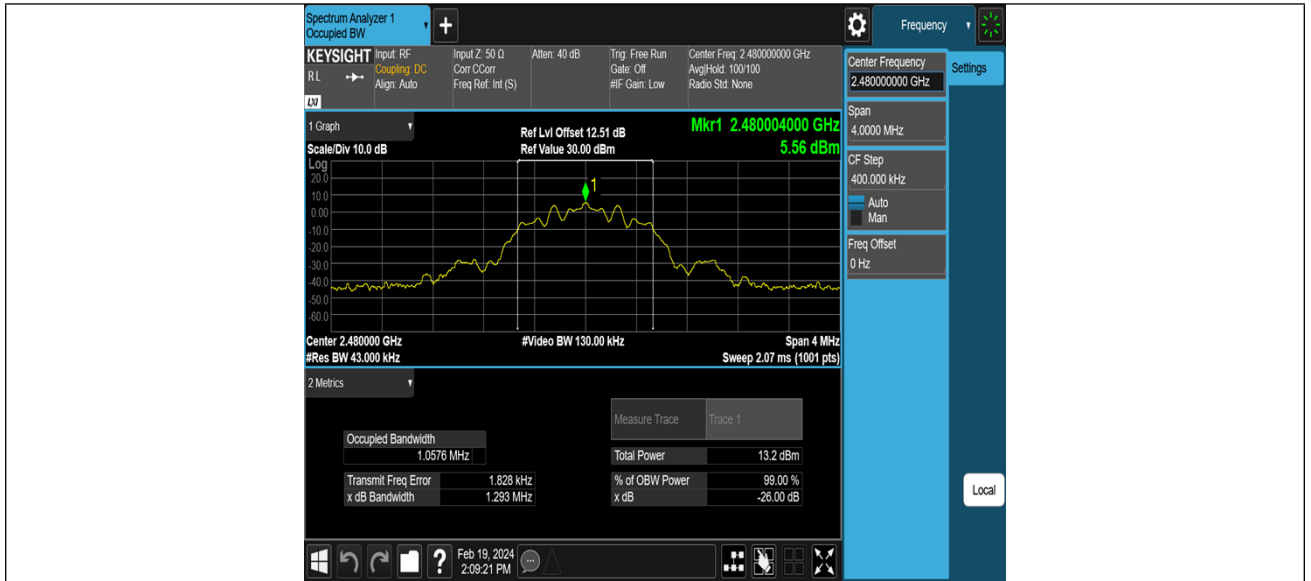 Spectrum Analyzer 1
Occupied BW
+
Frequency
KEYSIGHT
RL
LXI
Input: RF
Coupling: DC
Align: Auto
Input Z: 50 Ω
Corr CCorr
Freq Ref: Int (S)
Atten: 40 dB
Trig: Free Run
Gate: Off
#IF Gain: Low
Center Freq: 2.480000000 GHz
Avg|Hold: 100/100
Radio Std: None
Center Frequency
2.480000000 GHz
Settings
Span
4.0000 MHz
CF Step
400.000 kHz
Auto
Man
Freq Offset
0 Hz
Local
1 Graph
Scale/Div 10.0 dB
Ref Lvl Offset 12.51 dB
Ref Value 30.00 dBm
Mkr1 2.480004000 GHz
5.56 dBm
Log
20.0
10.0
0.00
-10.0
-20.0
-30.0
-40.0
-50.0
-60.0
1
Center 2.480000 GHz
#Res BW 43.000 kHz
#Video BW 130.00 kHz
Span 4 MHz
Sweep 2.07 ms (1001 pts)
2 Metrics
Measure Trace Trace 1
Occupied Bandwidth
1.0576 MHz
Total Power 13.2 dBm
Transmit Freq Error 1.828 kHz
% of OBW Power 99.00 %
x dB Bandwidth 1.293 MHz
x dB -26.00 dB
?
Feb 19, 2024
2:09:21 PM